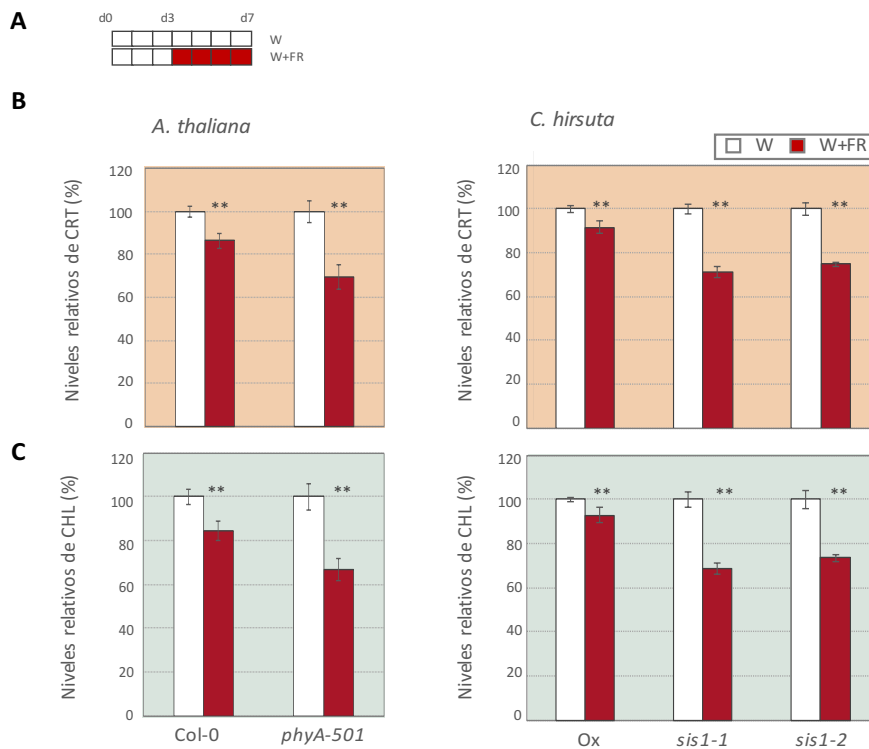 A
d0 d3 d7
W
W+FR
B
A. thaliana
C. hirsuta
W W+FR
Niveles relativos de CRT (%)
120
100
80
60
40
20
0
** **
Niveles relativos de CRT (%)
120
100
80
60
40
20
0
** ** **
C
Niveles relativos de CHL (%)
120
100
80
60
40
20
0
** **
Col-0 phyA-501
Niveles relativos de CHL (%)
120
100
80
60
40
20
0
** ** **
Ox sis1-1 sis1-2